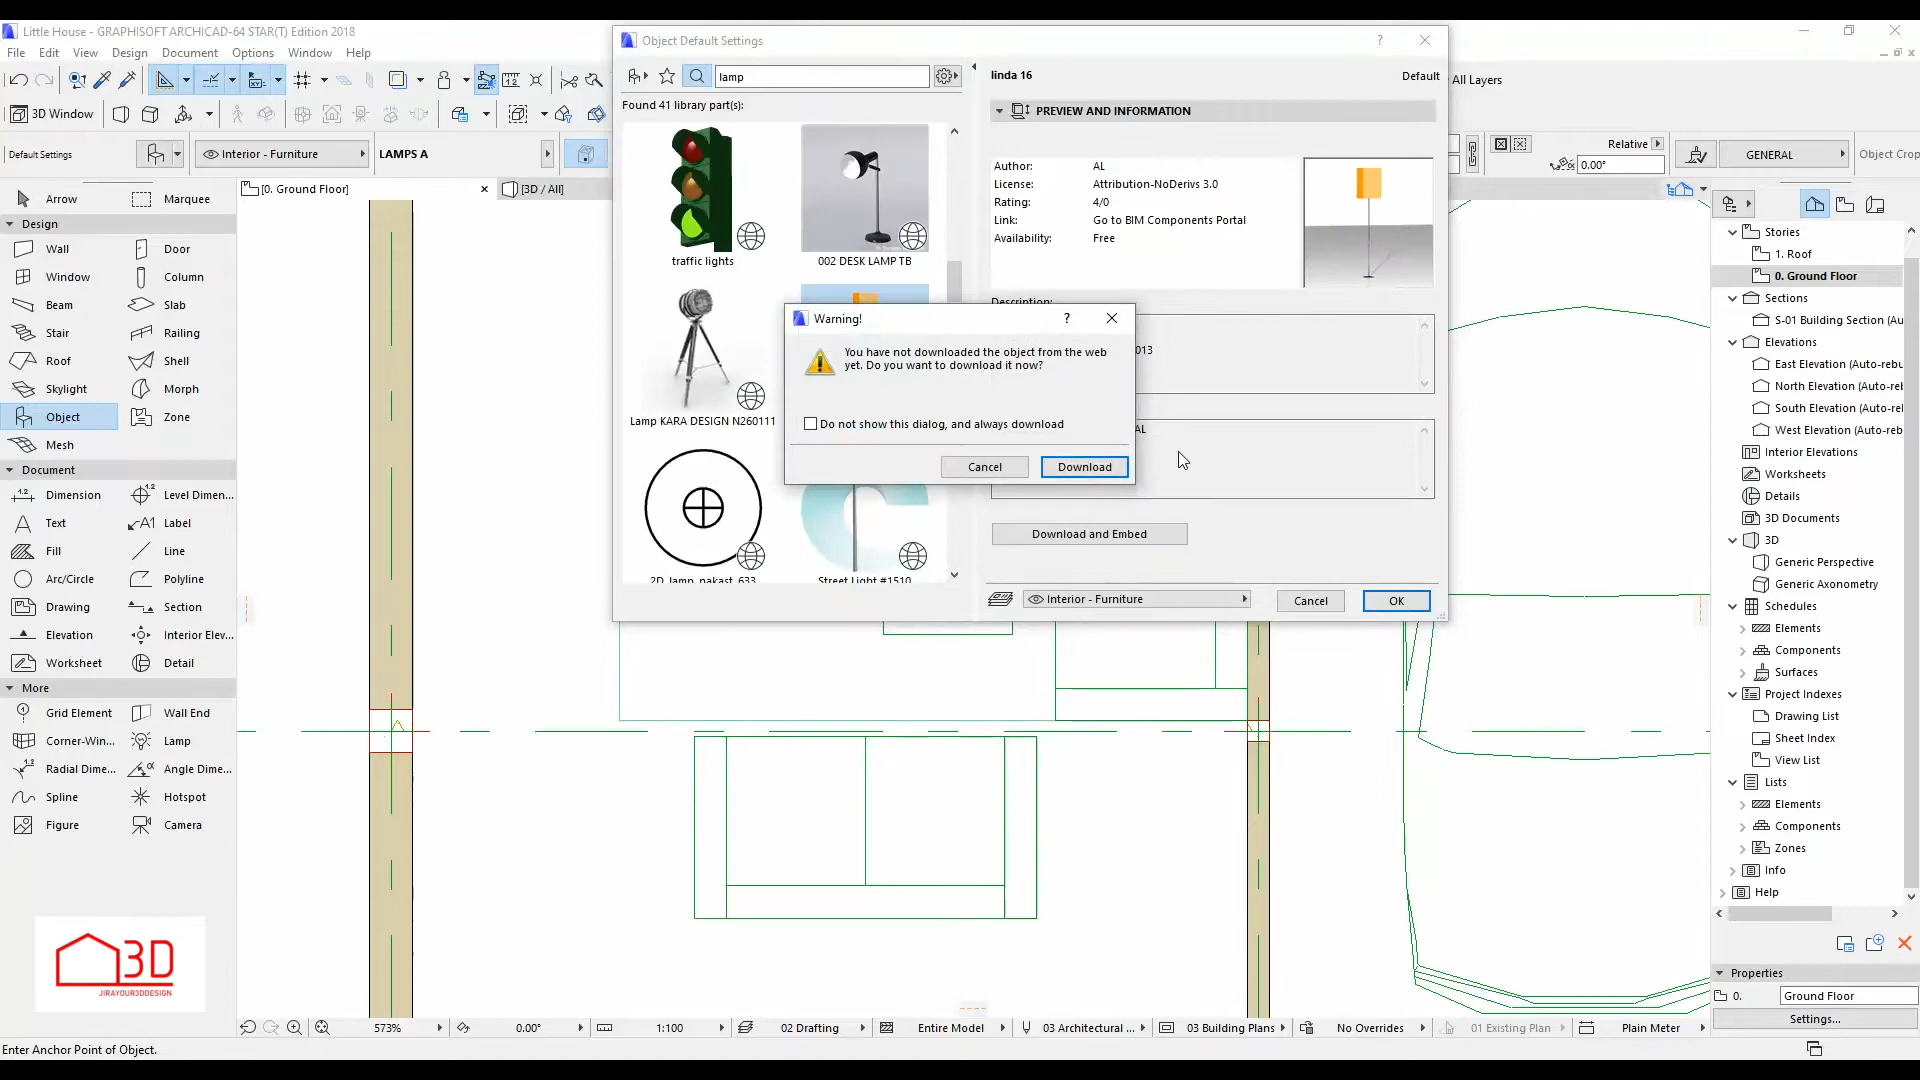 Little House - GRAPHISOFT ARCHICAD-64 STAR(T) Edition 2018
File Edit View Design Document Options Window Help
3D Window
Default Settings
Interior - Furniture
LAMPS A
All Layers
Relative
0.00°
GENERAL
Object Crop
[0. Ground Floor]
[3D / All]
Arrow
Marquee
Design
Wall
Door
Window
Column
Beam
Slab
Stair
Railing
Roof
Shell
Skylight
Morph
Object
Zone
Mesh
Document
Dimension
Level Dimen...
Text
Label
Fill
Line
Arc/Circle
Polyline
Drawing
Section
Elevation
Interior Elev...
Worksheet
Detail
More
Grid Element
Wall End
Corner-Win...
Lamp
Radial Dime...
Angle Dime...
Spline
Hotspot
Figure
Camera
3D
JIRAYOUR3DDESIGN
Object Default Settings
lamp
Found 41 library part(s):
traffic lights
002 DESK LAMP TB
Lamp KARA DESIGN N260111
2D_lamp_nakast_633
Street Light #1510
linda 16
Default
PREVIEW AND INFORMATION
Author: AL
License: Attribution-NoDerivs 3.0
Rating: 4/0
Link: Go to BIM Components Portal
Availability: Free
Description:
013
AL
Download and Embed
Interior - Furniture
Cancel
OK
Warning!
You have not downloaded the object from the web
yet. Do you want to download it now?
Do not show this dialog, and always download
Cancel
Download
Stories
1. Roof
0. Ground Floor
Sections
S-01 Building Section (Au
Elevations
East Elevation (Auto-rebu
North Elevation (Auto-rel
South Elevation (Auto-rel
West Elevation (Auto-reb
Interior Elevations
Worksheets
Details
3D Documents
3D
Generic Perspective
Generic Axonometry
Schedules
Elements
Components
Surfaces
Project Indexes
Drawing List
Sheet Index
View List
Lists
Elements
Components
Zones
Info
Help
Properties
0.
Ground Floor
Settings...
573%
0.00°
1:100
02 Drafting
Entire Model
03 Architectural ...
03 Building Plans
No Overrides
01 Existing Plan
Plain Meter
Enter Anchor Point of Object.